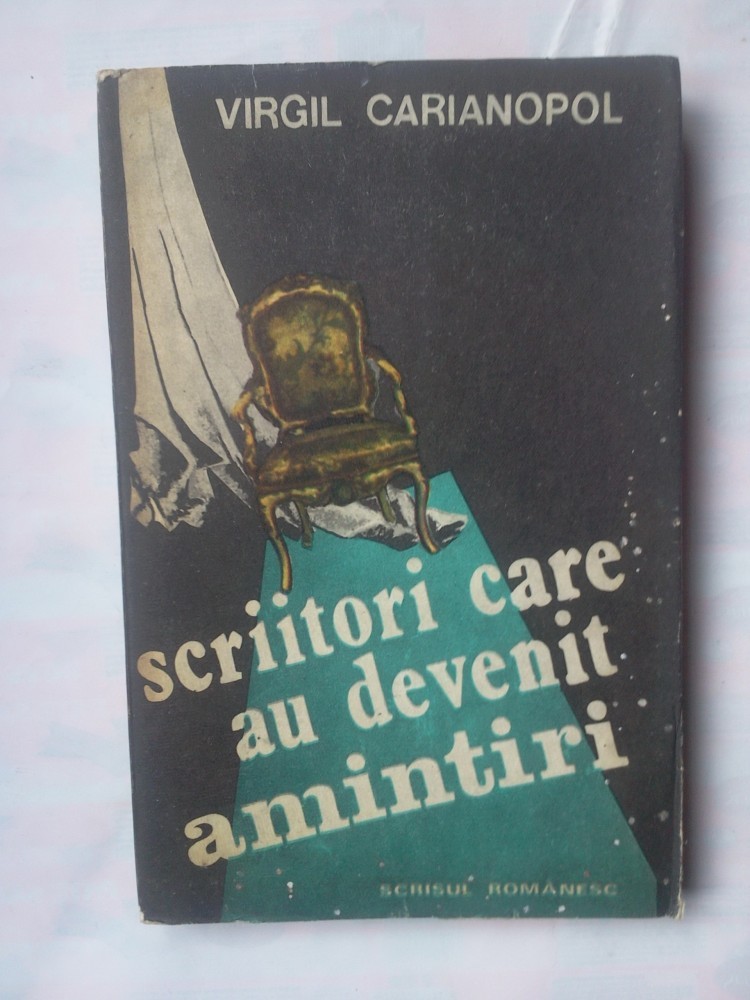 VIRGIL CARIANOPOL
scriitori care
au devenit
amintiri
SCRISUL ROMÂNESC